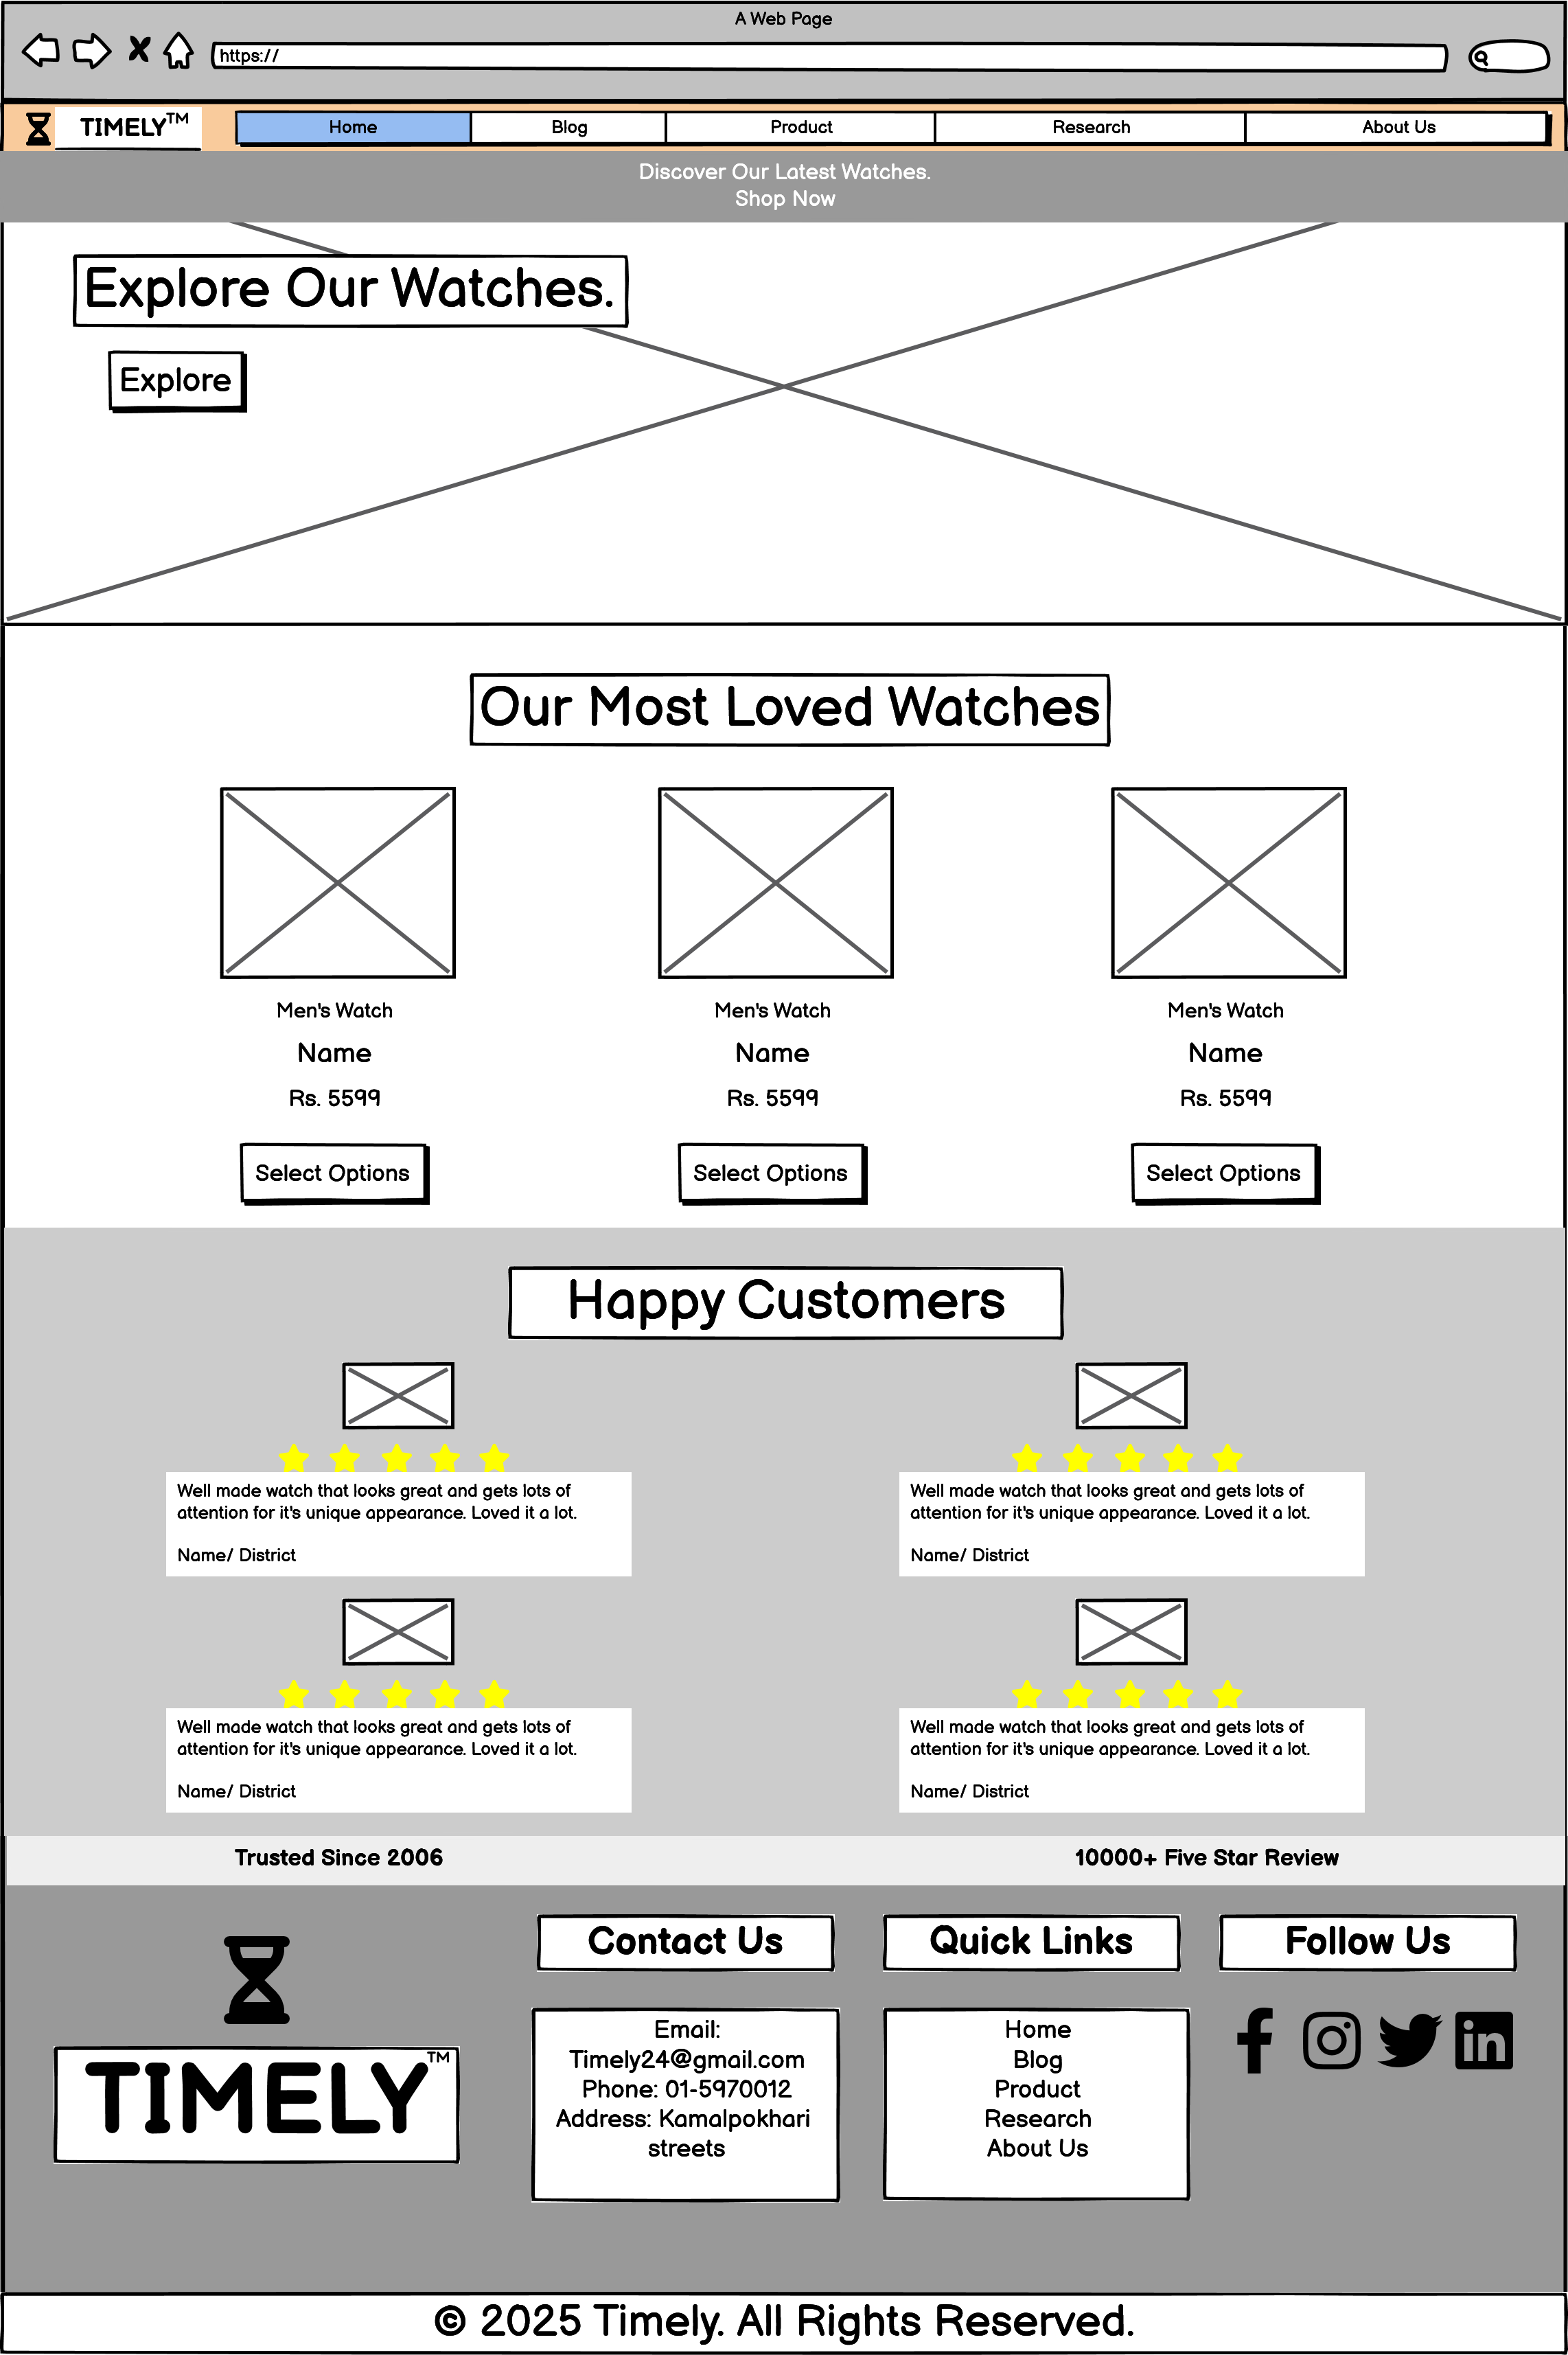 A Web Page
https://
TIMELY™
Home
Blog
Product
Research
About Us
Discover Our Latest Watches.
Shop Now
Explore Our Watches.
Explore
Our Most Loved Watches
Men's Watch
Name
Rs. 5599
Select Options
Men's Watch
Name
Rs. 5599
Select Options
Men's Watch
Name
Rs. 5599
Select Options
Happy Customers
Well made watch that looks great and gets lots of
attention for it's unique appearance. Loved it a lot.
Name/ District
Well made watch that looks great and gets lots of
attention for it's unique appearance. Loved it a lot.
Name/ District
Well made watch that looks great and gets lots of
attention for it's unique appearance. Loved it a lot.
Name/ District
Well made watch that looks great and gets lots of
attention for it's unique appearance. Loved it a lot.
Name/ District
Trusted Since 2006
10000+ Five Star Review
TIMELY™
Contact Us
Email:
Timely24@gmail.com
Phone: 01-5970012
Address: Kamalpokhari
streets
Quick Links
Home
Blog
Product
Research
About Us
Follow Us
in
© 2025 Timely. All Rights Reserved.